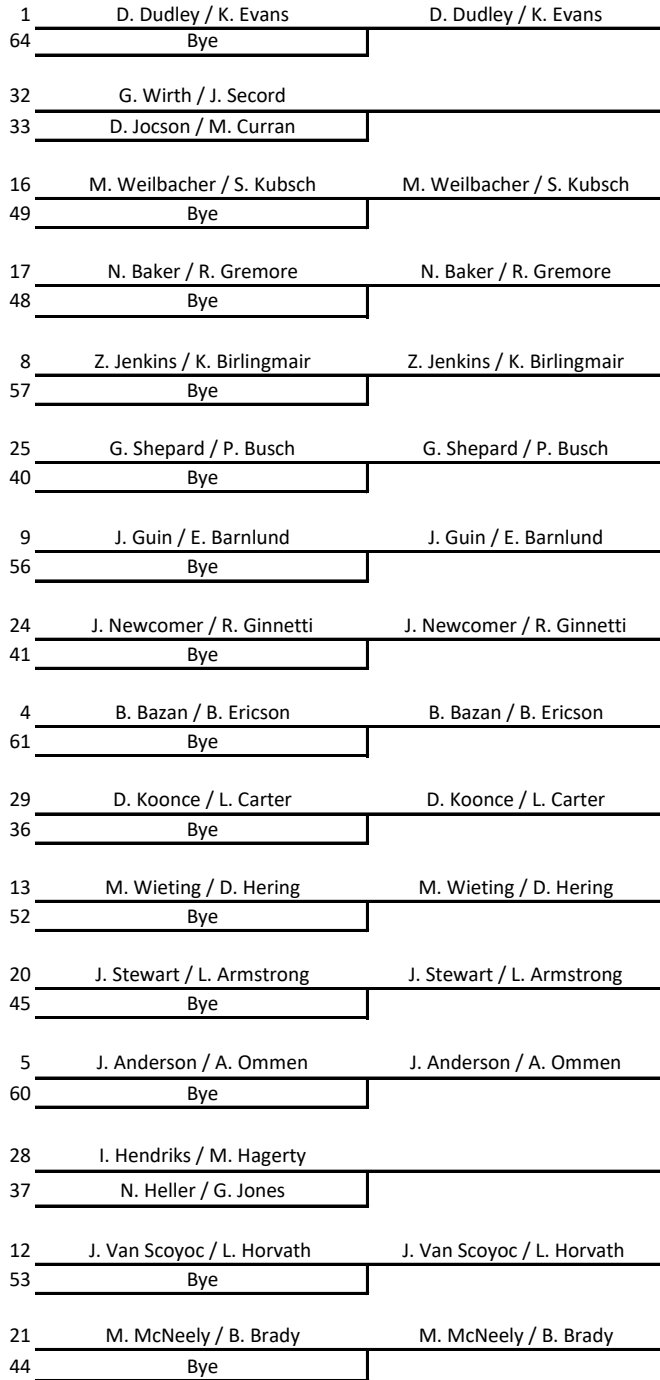 1 D. Dudley / K. Evans D. Dudley / K. Evans
64 Bye
32 G. Wirth / J. Secord
33 D. Jocson / M. Curran
16 M. Weilbacher / S. Kubsch M. Weilbacher / S. Kubsch
49 Bye
17 N. Baker / R. Gremore N. Baker / R. Gremore
48 Bye
8 Z. Jenkins / K. Birlingmair Z. Jenkins / K. Birlingmair
57 Bye
25 G. Shepard / P. Busch G. Shepard / P. Busch
40 Bye
9 J. Guin / E. Barnlund J. Guin / E. Barnlund
56 Bye
24 J. Newcomer / R. Ginnetti J. Newcomer / R. Ginnetti
41 Bye
4 B. Bazan / B. Ericson B. Bazan / B. Ericson
61 Bye
29 D. Koonce / L. Carter D. Koonce / L. Carter
36 Bye
13 M. Wieting / D. Hering M. Wieting / D. Hering
52 Bye
20 J. Stewart / L. Armstrong J. Stewart / L. Armstrong
45 Bye
5 J. Anderson / A. Ommen J. Anderson / A. Ommen
60 Bye
28 I. Hendriks / M. Hagerty
37 N. Heller / G. Jones
12 J. Van Scoyoc / L. Horvath J. Van Scoyoc / L. Horvath
53 Bye
21 M. McNeely / B. Brady M. McNeely / B. Brady
44 Bye